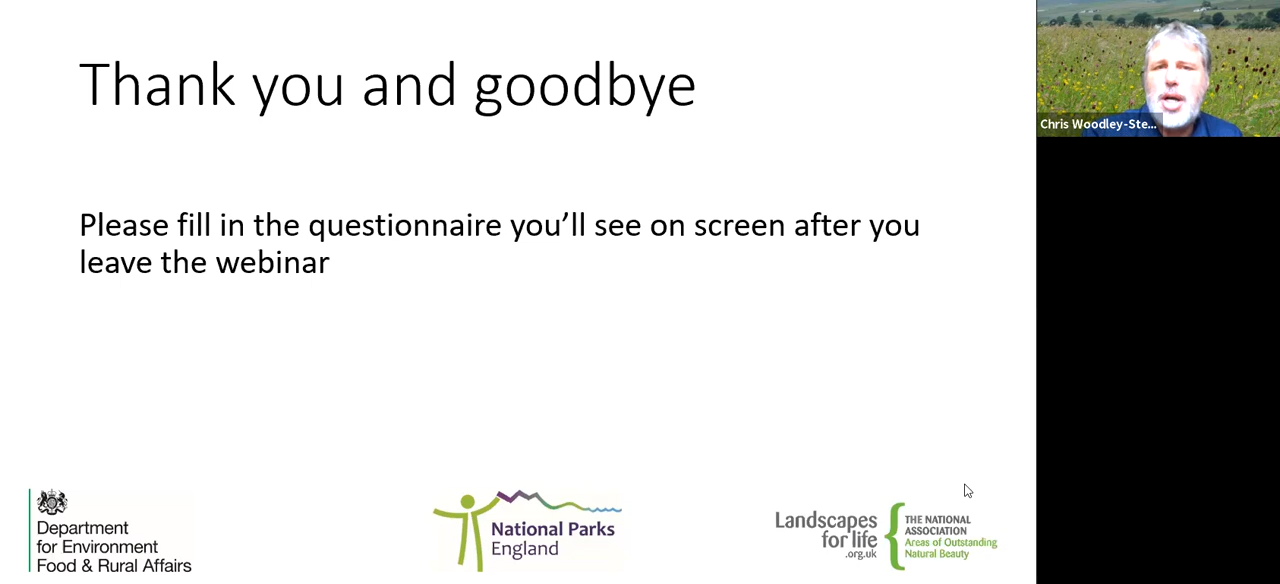 Thank you and goodbye
Please fill in the questionnaire you’ll see on screen after you
leave the webinar
Chris Woodley-Ste...
Department
for Environment
Food & Rural Affairs
National Parks
England
Landscapes
for life
.org.uk
THE NATIONAL
ASSOCIATION
Areas of Outstanding
Natural Beauty